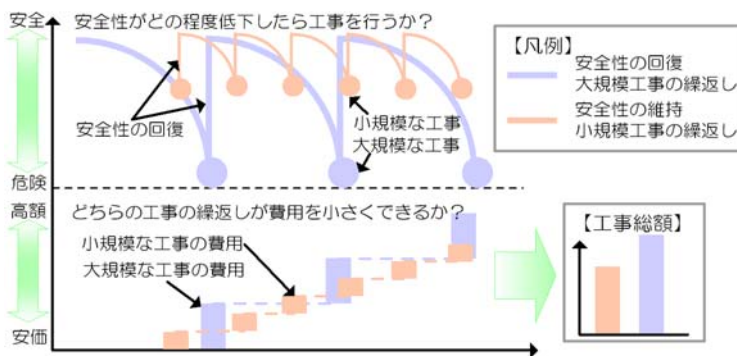 安全
安全性がどの程度低下したら工事を行うか？
安全性の回復
小規模な工事
大規模な工事
危険
【凡例】
安全性の回復
大規模工事の繰返し
安全性の維持
小規模工事の繰返し
高額
どちらの工事の繰返しが費用を小さくできるか？
小規模な工事の費用
大規模な工事の費用
安価
【工事総額】